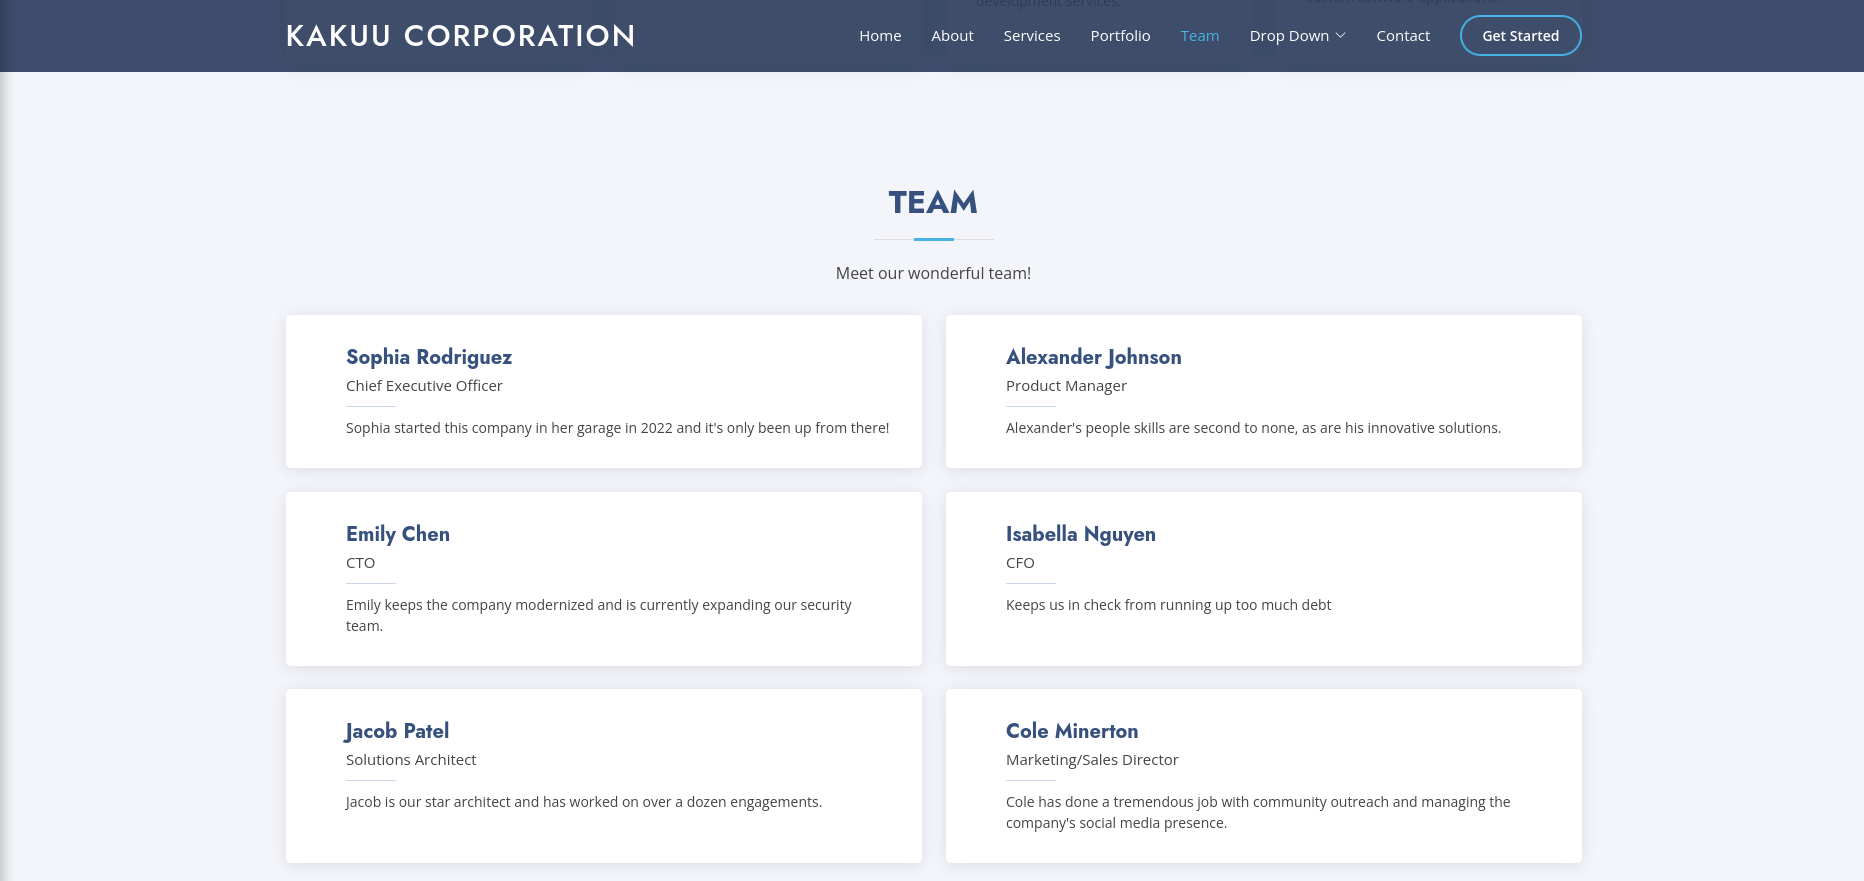 development services.
custom software applications.
KAKUU CORPORATION
Home About Services Portfolio Team Drop Down Contact Get Started
TEAM
Meet our wonderful team!
Sophia Rodriguez
Chief Executive Officer
Sophia started this company in her garage in 2022 and it's only been up from there!
Alexander Johnson
Product Manager
Alexander's people skills are second to none, as are his innovative solutions.
Emily Chen
CTO
Emily keeps the company modernized and is currently expanding our security
team.
Isabella Nguyen
CFO
Keeps us in check from running up too much debt
Jacob Patel
Solutions Architect
Jacob is our star architect and has worked on over a dozen engagements.
Cole Minerton
Marketing/Sales Director
Cole has done a tremendous job with community outreach and managing the
company's social media presence.